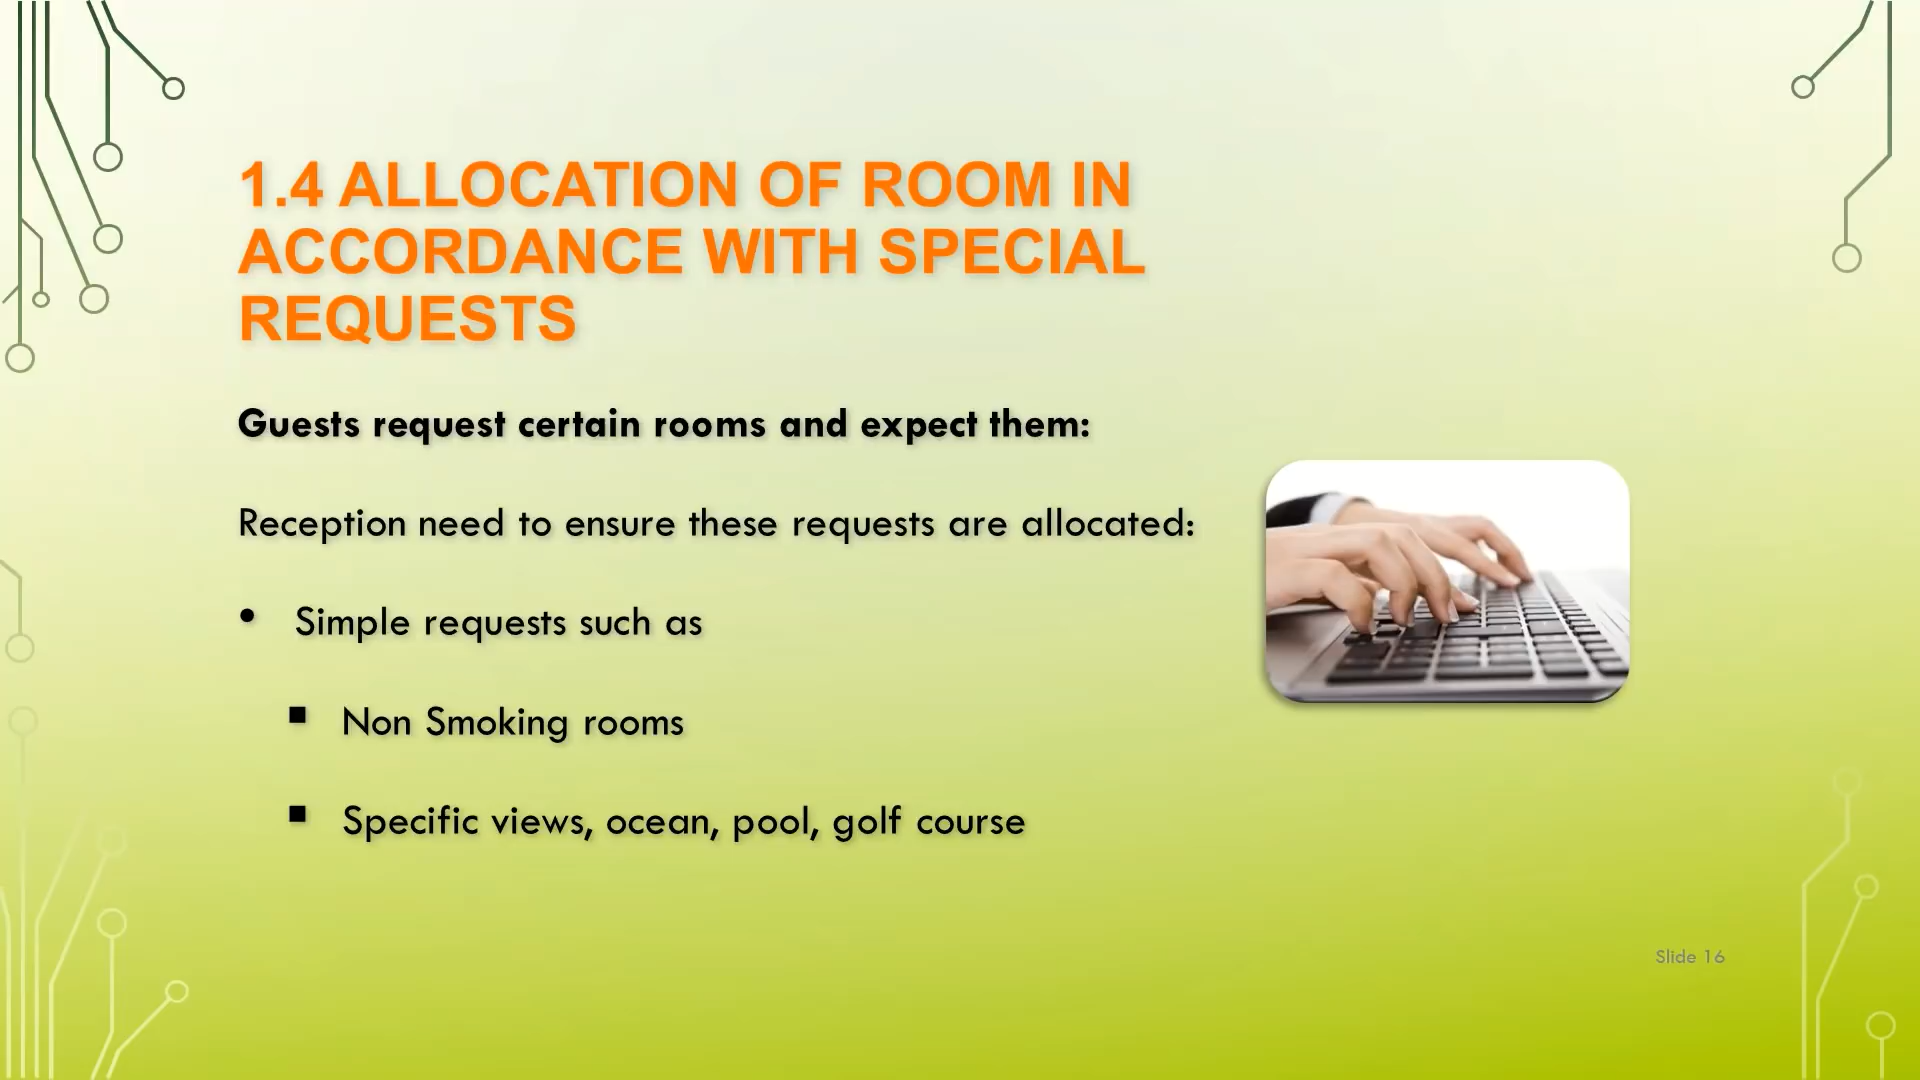 1.4 ALLOCATION OF ROOM IN
ACCORDANCE WITH SPECIAL
REQUESTS
Guests request certain rooms and expect them:
Reception need to ensure these requests are allocated:
• Simple requests such as
▪ Non Smoking rooms
▪ Specific views, ocean, pool, golf course
Slide 16